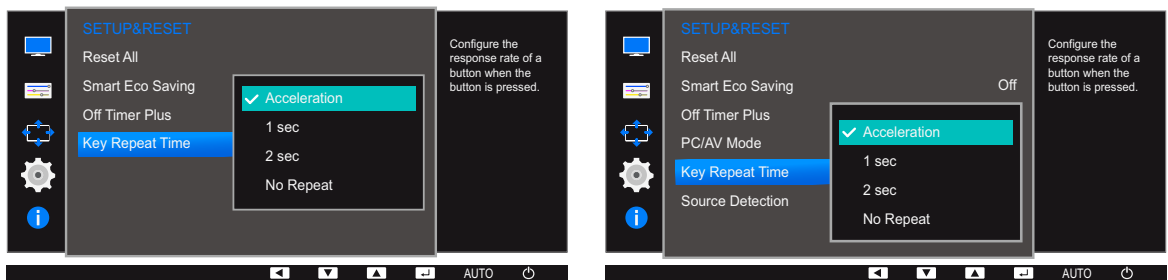 SETUP&RESET
Reset All
Smart Eco Saving
Off Timer Plus
Key Repeat Time
Acceleration
1 sec
2 sec
No Repeat
Configure the
response rate of a
button when the
button is pressed.
AUTO
SETUP&RESET
Reset All
Smart Eco Saving Off
Off Timer Plus
PC/AV Mode
Key Repeat Time
Source Detection
Acceleration
1 sec
2 sec
No Repeat
Configure the
response rate of a
button when the
button is pressed.
AUTO